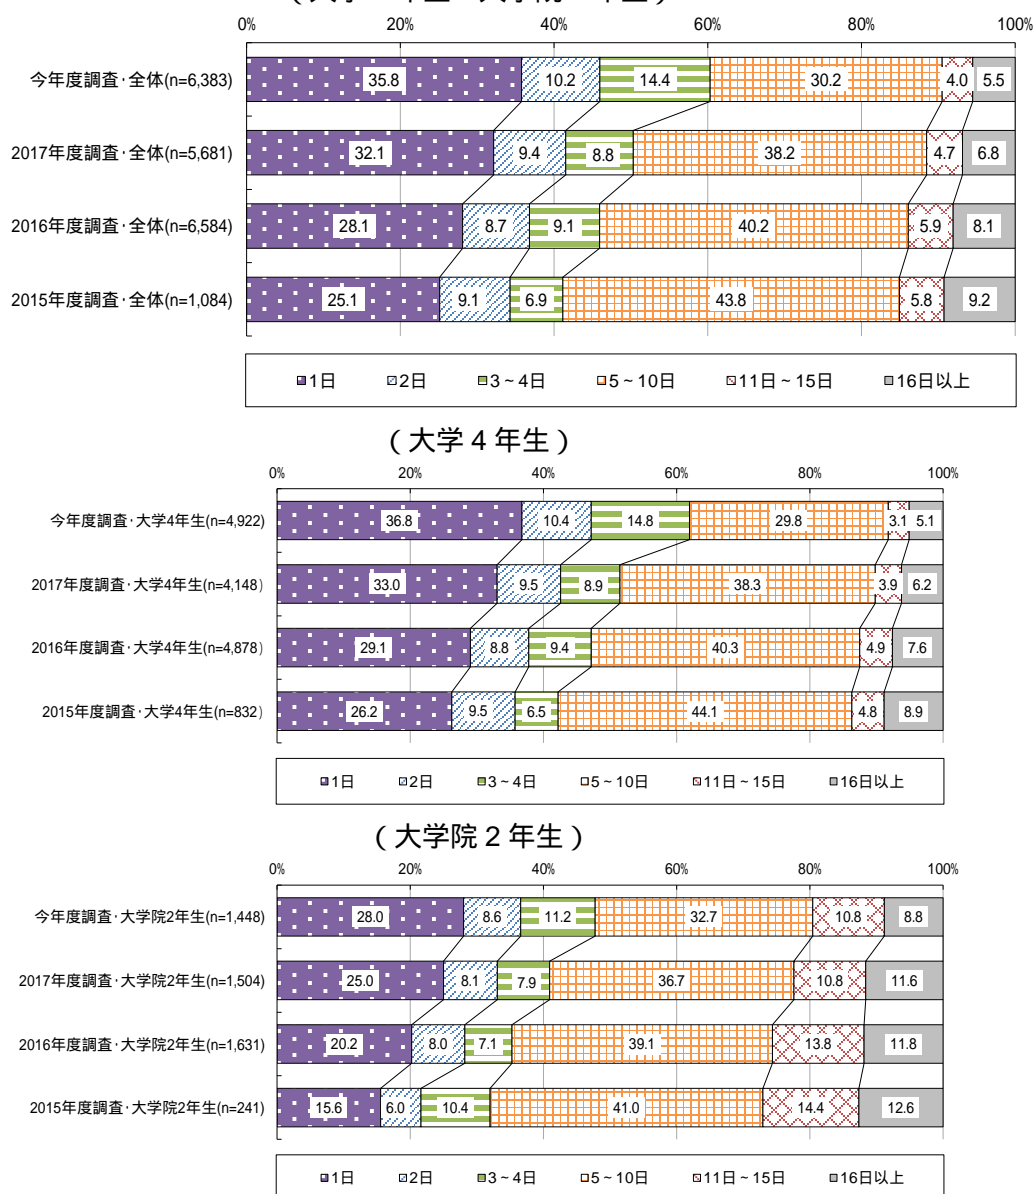 0% 20% 40% 60% 80% 100%
今年度調査・全体(n=6,383) 35.8 10.2 14.4 30.2 4.0 5.5
2017年度調査・全体(n=5,681) 32.1 9.4 8.8 38.2 4.7 6.8
2016年度調査・全体(n=6,584) 28.1 8.7 9.1 40.2 5.9 8.1
2015年度調査・全体(n=1,084) 25.1 9.1 6.9 43.8 5.8 9.2
1日 2日 3~4日 5~10日 11日~15日 16日以上
(大学4年生)
0% 20% 40% 60% 80% 100%
今年度調査・大学4年生(n=4,922) 36.8 10.4 14.8 29.8 3.1 5.1
2017年度調査・大学4年生(n=4,148) 33.0 9.5 8.9 38.3 3.9 6.2
2016年度調査・大学4年生(n=4,878) 29.1 8.8 9.4 40.3 4.9 7.6
2015年度調査・大学4年生(n=832) 26.2 9.5 6.5 44.1 4.8 8.9
1日 2日 3~4日 5~10日 11日~15日 16日以上
(大学院2年生)
0% 20% 40% 60% 80% 100%
今年度調査・大学院2年生(n=1,448) 28.0 8.6 11.2 32.7 10.8 8.8
2017年度調査・大学院2年生(n=1,504) 25.0 8.1 7.9 36.7 10.8 11.6
2016年度調査・大学院2年生(n=1,631) 20.2 8.0 7.1 39.1 13.8 11.8
2015年度調査・大学院2年生(n=241) 15.6 6.0 10.4 41.0 14.4 12.6
1日 2日 3~4日 5~10日 11日~15日 16日以上